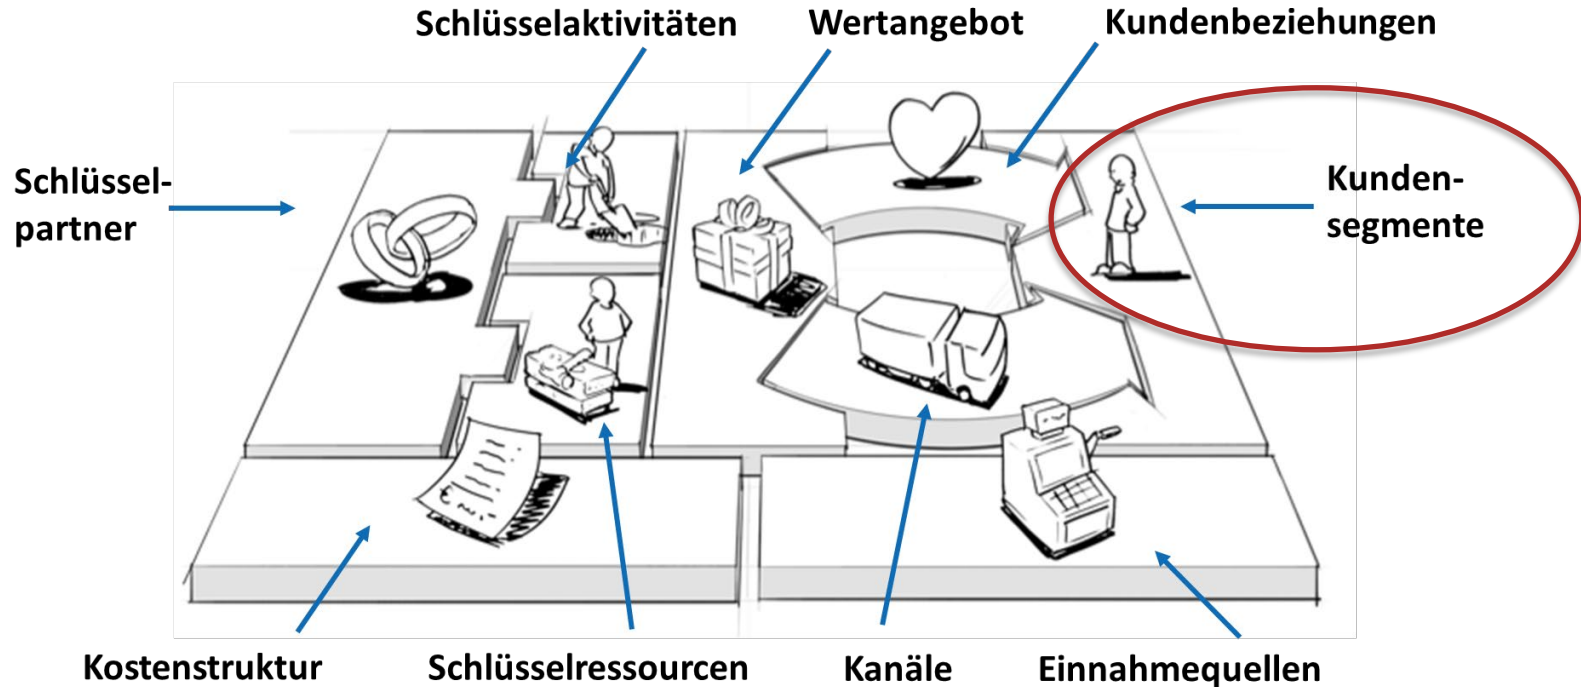 Schlüsselaktivitäten
Wertangebot
Kundenbeziehungen
Schlüssel-
partner
Kunden-
segmente
Kostenstruktur
Schlüsselressourcen
Kanäle
Einnahmequellen